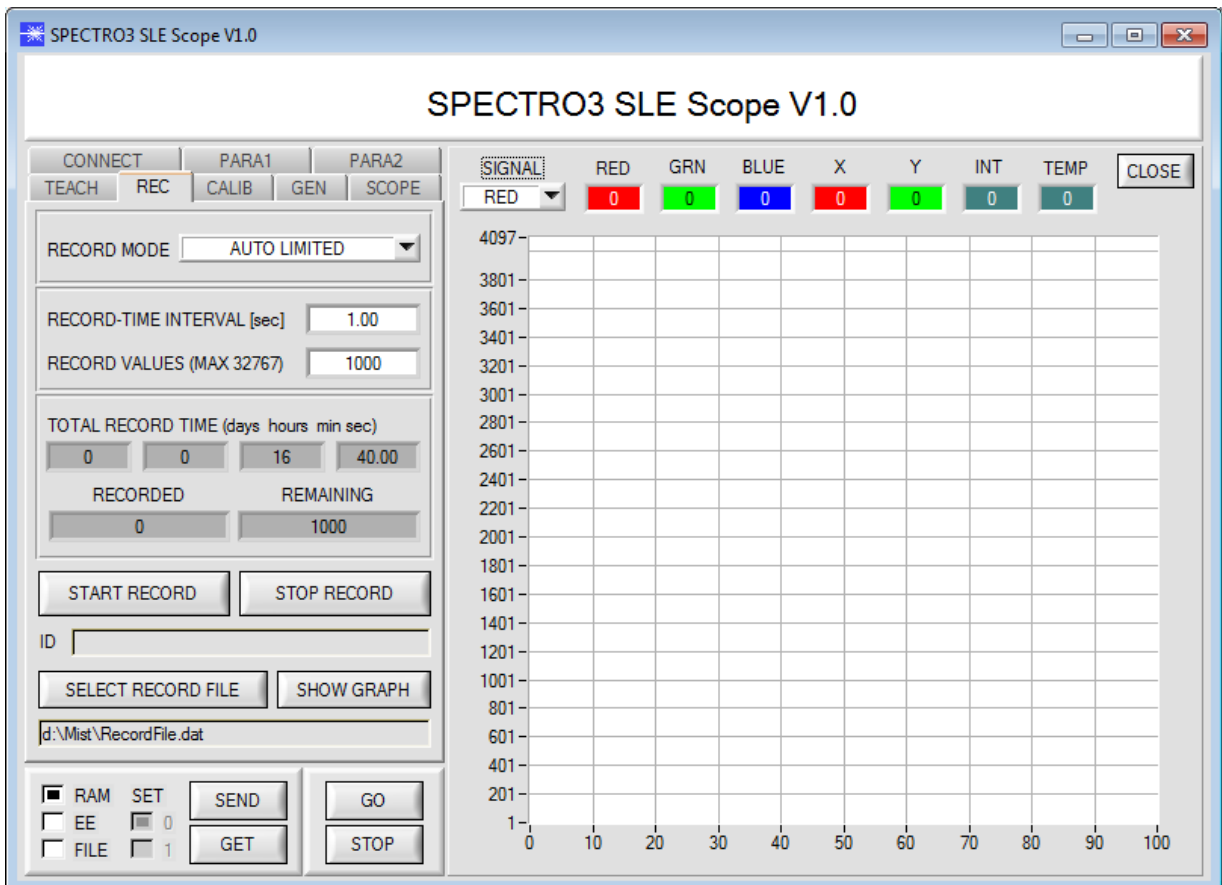 SPECTRO3 SLE Scope V1.0
SPECTRO3 SLE Scope V1.0
CONNECT PARA1 PARA2
TEACH REC CALIB GEN SCOPE
RECORD MODE AUTO LIMITED
RECORD-TIME INTERVAL [sec] 1.00
RECORD VALUES (MAX 32767) 1000
TOTAL RECORD TIME (days hours min sec)
0 0 16 40.00
RECORDED REMAINING
0 1000
START RECORD STOP RECORD
ID
SELECT RECORD FILE SHOW GRAPH
d:\Mist\RecordFile.dat
RAM SET SEND GO
EE 0
FILE 1 GET STOP
SIGNAL RED GRN BLUE X Y INT TEMP CLOSE
RED 0 0 0 0 0 0 0
4097
3801
3601
3401
3201
3001
2801
2601
2401
2201
2001
1801
1601
1401
1201
1001
801
601
401
201
1
0 10 20 30 40 50 60 70 80 90 100